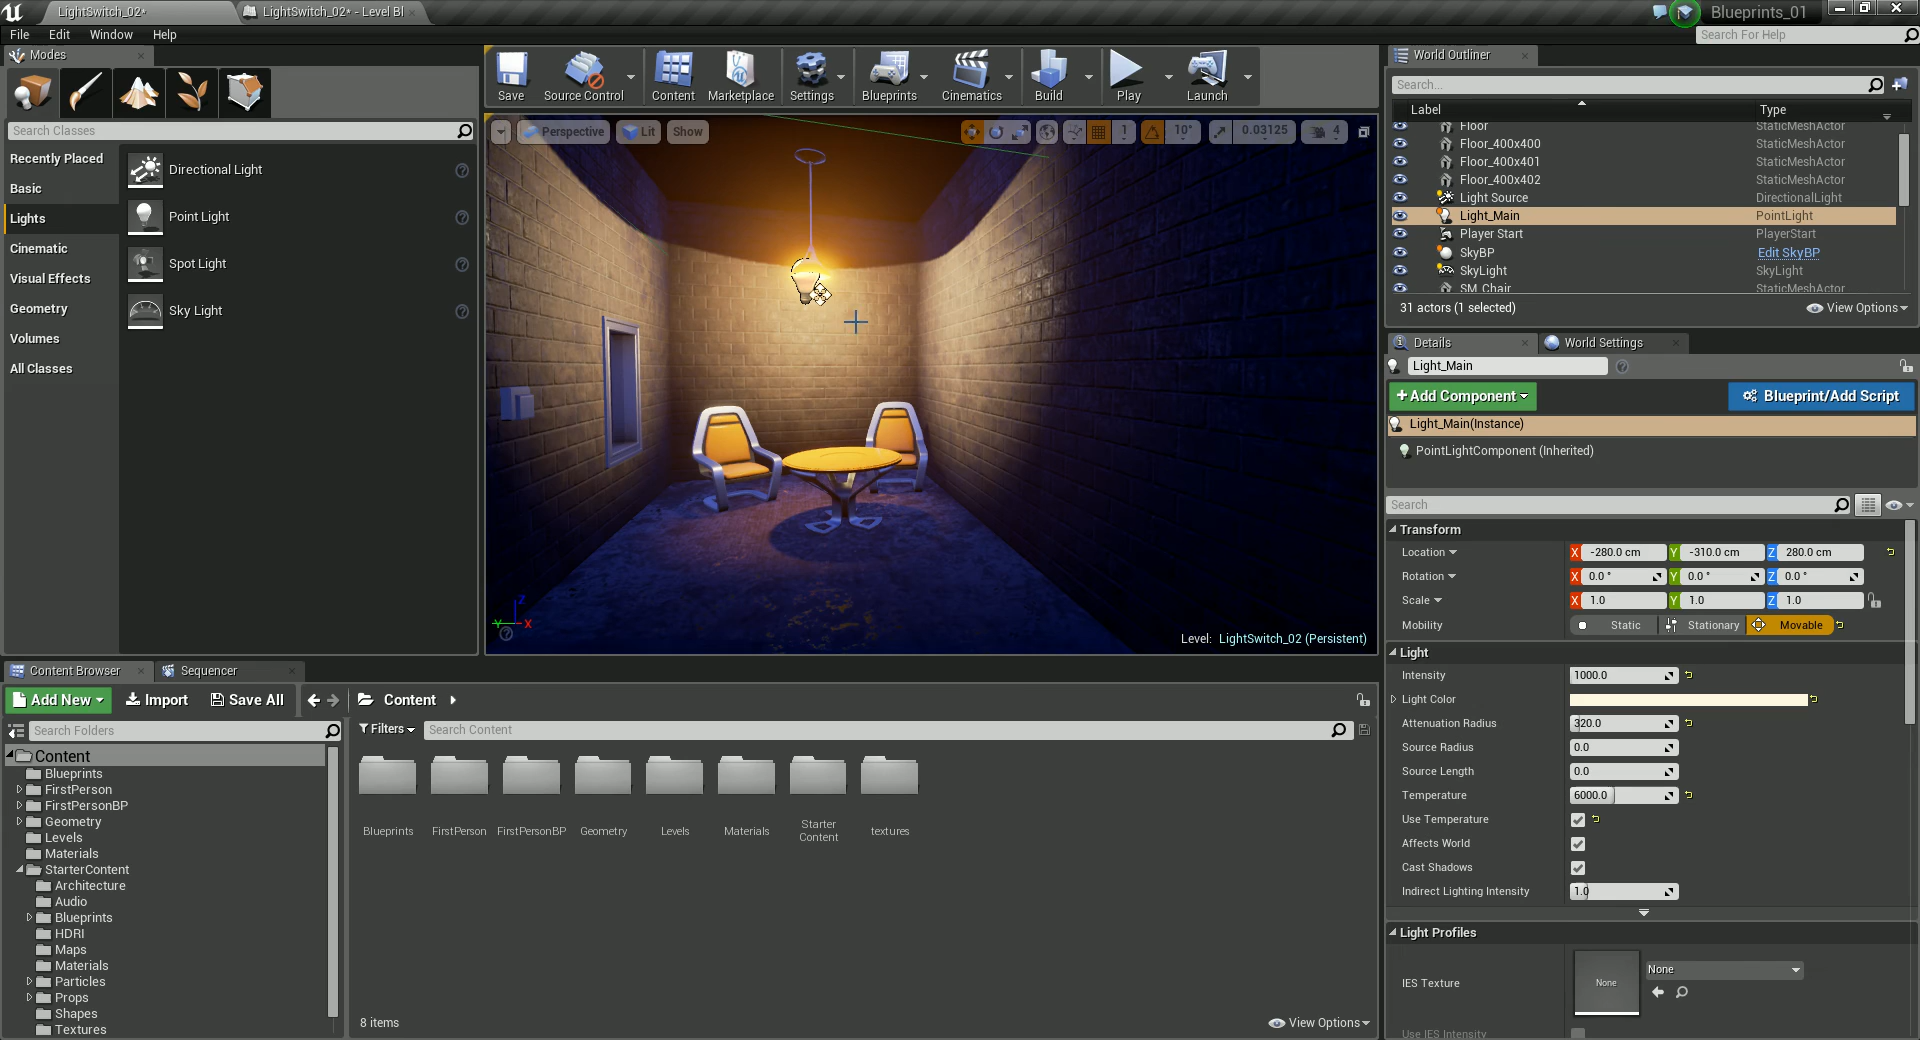 LightSwitch_02*
LightSwitch_02* - Level Bl
Blueprints_01
File Edit Window Help
Search For Help
Modes
Search Classes
Recently Placed
Basic
Lights
Cinematic
Visual Effects
Geometry
Volumes
All Classes
Directional Light
Point Light
Spot Light
Sky Light
Save
Source Control
Content
Marketplace
Settings
Blueprints
Cinematics
Build
Play
Launch
Perspective Lit Show
1 10° 0.03125 4
Z
Y X
Level: LightSwitch_02 (Persistent)
World Outliner
Search...
Label Type
Floor StaticMeshActor
Floor_400x400 StaticMeshActor
Floor_400x401 StaticMeshActor
Floor_400x402 StaticMeshActor
Light Source DirectionalLight
Light_Main PointLight
Player Start PlayerStart
SkyBP Edit SkyBP
SkyLight SkyLight
SM_Chair StaticMeshActor
31 actors (1 selected)
View Options
Details
World Settings
Light_Main
+Add Component
Blueprint/Add Script
Light_Main(Instance)
PointLightComponent (Inherited)
Search
Transform
Location X -280.0 cm Y -310.0 cm Z 280.0 cm
Rotation X 0.0 ° Y 0.0 ° Z 0.0 °
Scale X 1.0 Y 1.0 Z 1.0
Mobility Static Stationary Movable
Light
Intensity 1000.0
Light Color
Attenuation Radius 320.0
Source Radius 0.0
Source Length 0.0
Temperature 6000.0
Use Temperature
Affects World
Cast Shadows
Indirect Lighting Intensity 1.0
Light Profiles
IES Texture None None
Use IES Intensity
Content Browser
Sequencer
Add New Import Save All Content
Search Folders
Filters Search Content
Content
Blueprints
FirstPerson
FirstPersonBP
Geometry
Levels
Materials
StarterContent
Architecture
Audio
Blueprints
HDRI
Maps
Materials
Particles
Props
Shapes
Textures
Blueprints
FirstPerson
FirstPersonBP
Geometry
Levels
Materials
Starter
Content
textures
8 items
View Options